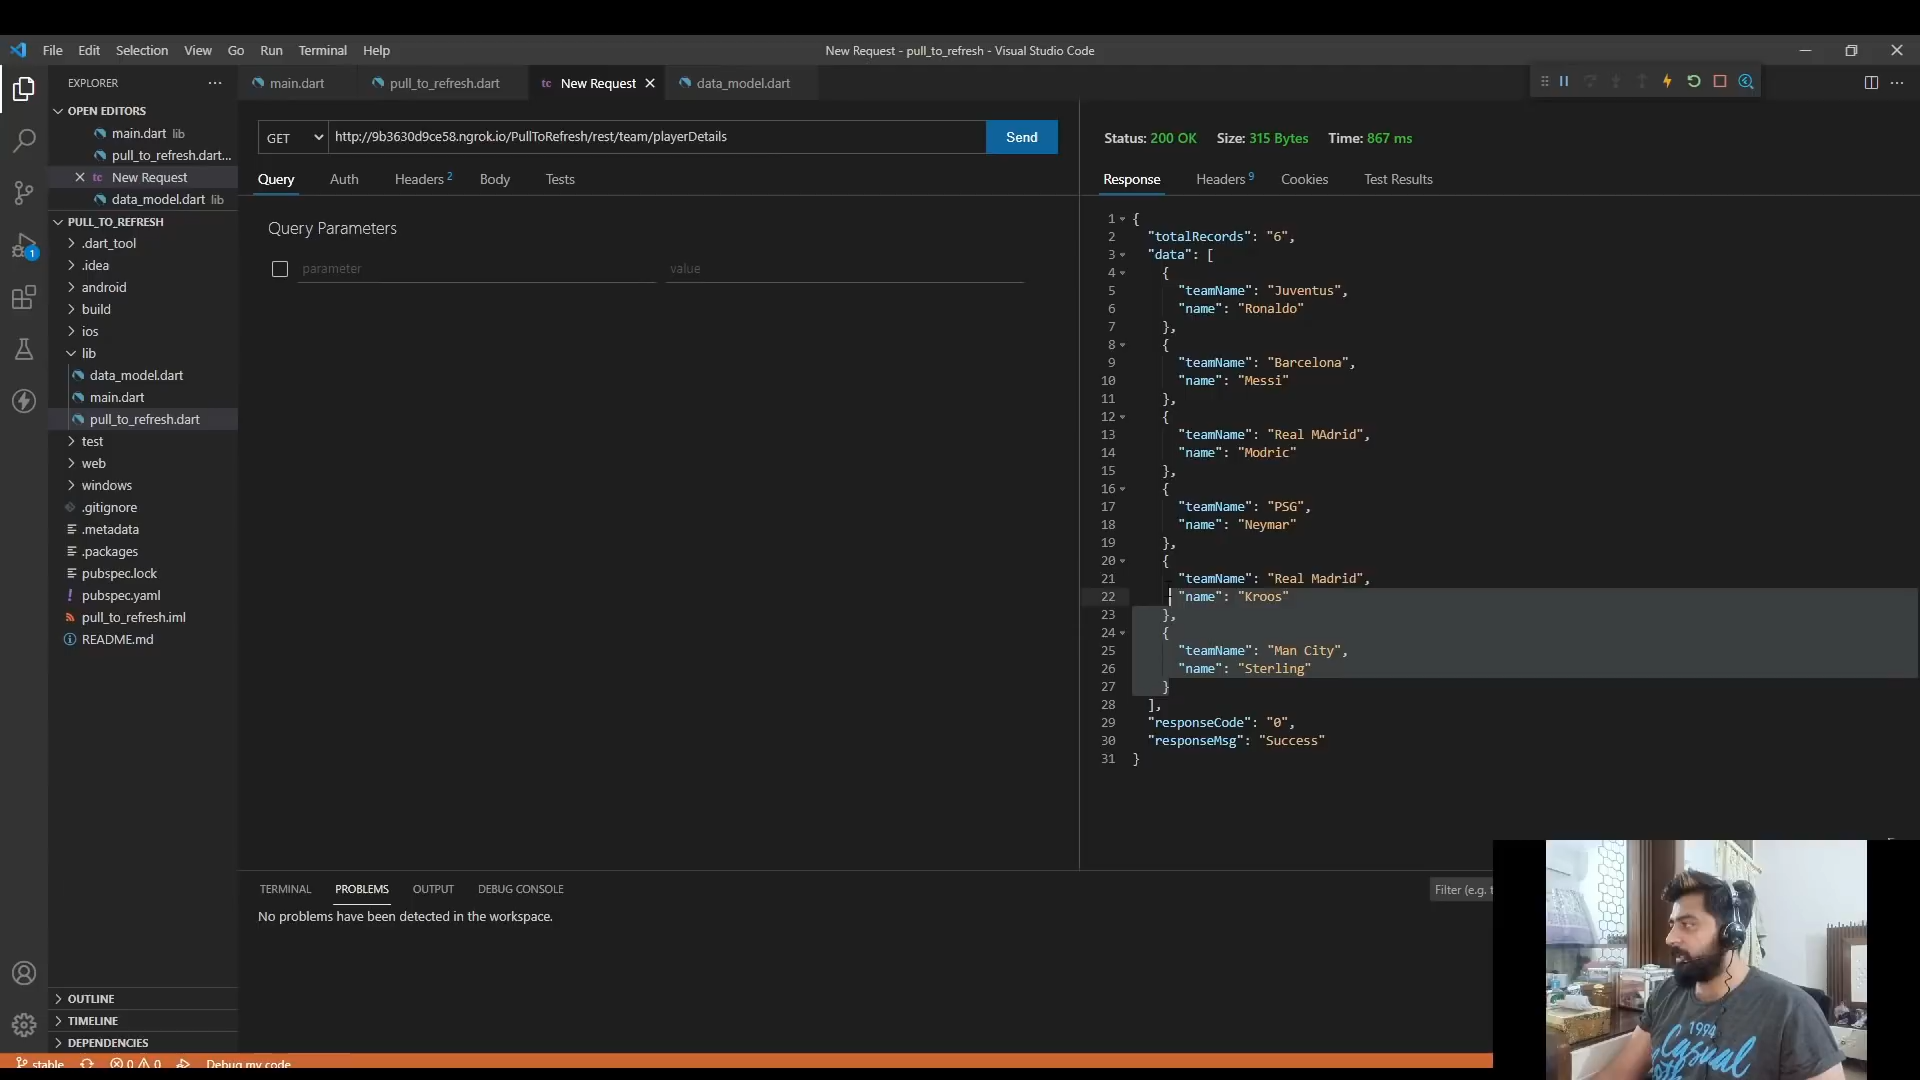 File Edit Selection View Go Run Terminal Help
New Request - pull_to_refresh - Visual Studio Code
EXPLORER
OPEN EDITORS
main.dart lib
pull_to_refresh.dart...
tc New Request
data_model.dart lib
PULL_TO_REFRESH
.dart_tool
.idea
android
build
ios
lib
data_model.dart
main.dart
pull_to_refresh.dart
test
web
windows
.gitignore
.metadata
.packages
pubspec.lock
pubspec.yaml
pull_to_refresh.iml
README.md
OUTLINE
TIMELINE
DEPENDENCIES
1
main.dart pull_to_refresh.dart tc New Request data_model.dart
GET http://9b3630d9ce58.ngrok.io/PullToRefresh/rest/team/playerDetails Send
Query Auth Headers 2 Body Tests
Query Parameters
parameter value
Status: 200 OK Size: 315 Bytes Time: 867 ms
Response Headers 9 Cookies Test Results
1 {
2 "totalRecords": "6",
3 "data": [
4 {
5 "teamName": "Juventus",
6 "name": "Ronaldo"
7 },
8 {
9 "teamName": "Barcelona",
10 "name": "Messi"
11 },
12 {
13 "teamName": "Real MAdrid",
14 "name": "Modric"
15 },
16 {
17 "teamName": "PSG",
18 "name": "Neymar"
19 },
20 {
21 "teamName": "Real Madrid",
22 "name": "Kroos"
23 },
24 {
25 "teamName": "Man City",
26 "name": "Sterling"
27 }
28 ],
29 "responseCode": "0",
30 "responseMsg": "Success"
31 }
TERMINAL PROBLEMS OUTPUT DEBUG CONSOLE
Filter (e.g. t
No problems have been detected in the workspace.
stable 0 0 Debug my code
1994
Casual